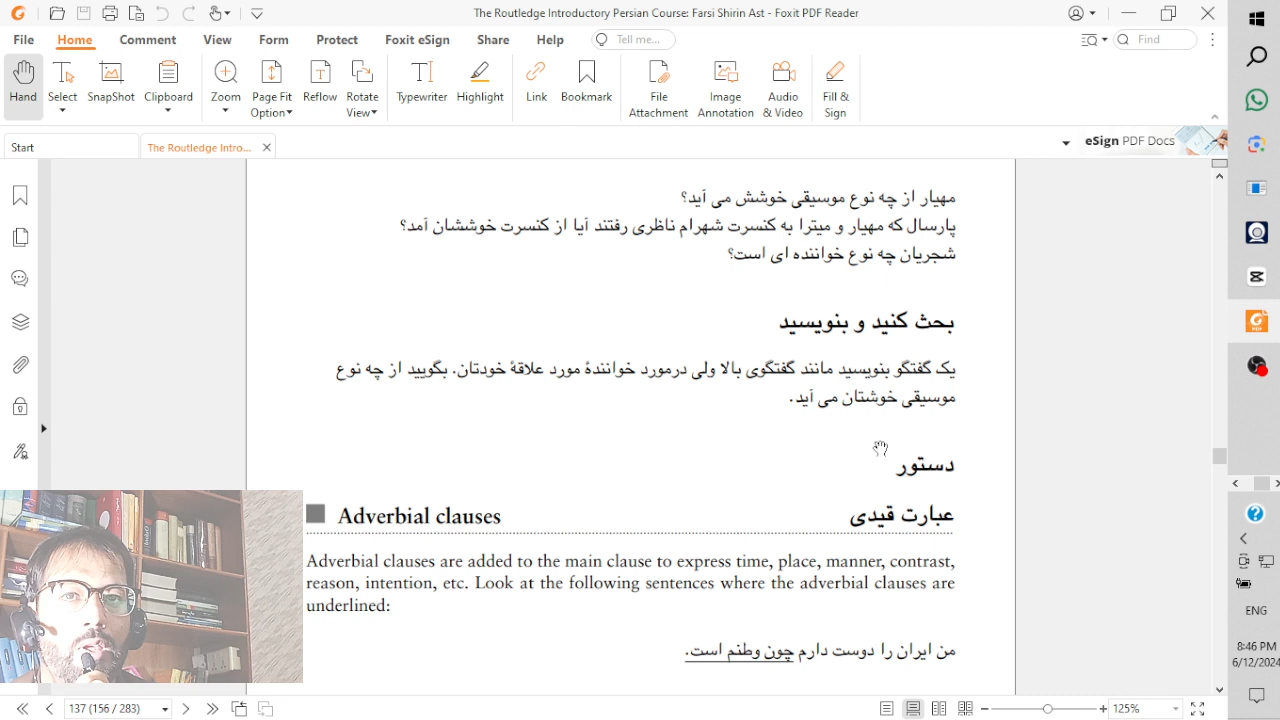 The Routledge Introductory Persian Course: Farsi Shirin Ast - Foxit PDF Reader
File Home Comment View Form Protect Foxit eSign Share Help Tell me... Find
Hand Select SnapShot Clipboard Zoom Page Fit Option Reflow Rotate View Typewriter Highlight Link Bookmark File Attachment Image Annotation Audio & Video Fill & Sign
Start The Routledge Intro... eSign PDF Docs
مهیار از چه نوع موسیقی خوشش می آید؟
پارسال که مهیار و میترا به کنسرت شهرام ناظری رفتند آیا از کنسرت خوششان آمد؟
شجریان چه نوع خواننده ای است؟
بحث کنید و بنویسید
یک گفتگو بنویسید مانند گفتگوی بالا ولی درمورد خوانندهٔ مورد علاقهٔ خودتان. بگویید از چه نوع
موسیقی خوشتان می آید.
دستور
Adverbial clauses عبارت قیدی
Adverbial clauses are added to the main clause to express time, place, manner, contrast,
reason, intention, etc. Look at the following sentences where the adverbial clauses are
underlined:
من ایران را دوست دارم چون وطنم است.
137 (156 / 283) 125%
ENG
8:46 PM
6/12/2024